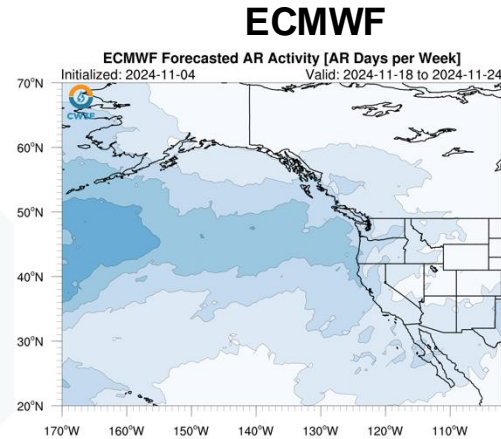 ECMWF
ECMWF Forecasted AR Activity [AR Days per Week]
Initialized: 2024-11-04 Valid: 2024-11-18 to 2024-11-24
CW3E
70°N
60°N
50°N
40°N
30°N
20°N
170°W 160°W 150°W 140°W 130°W 120°W 110°W